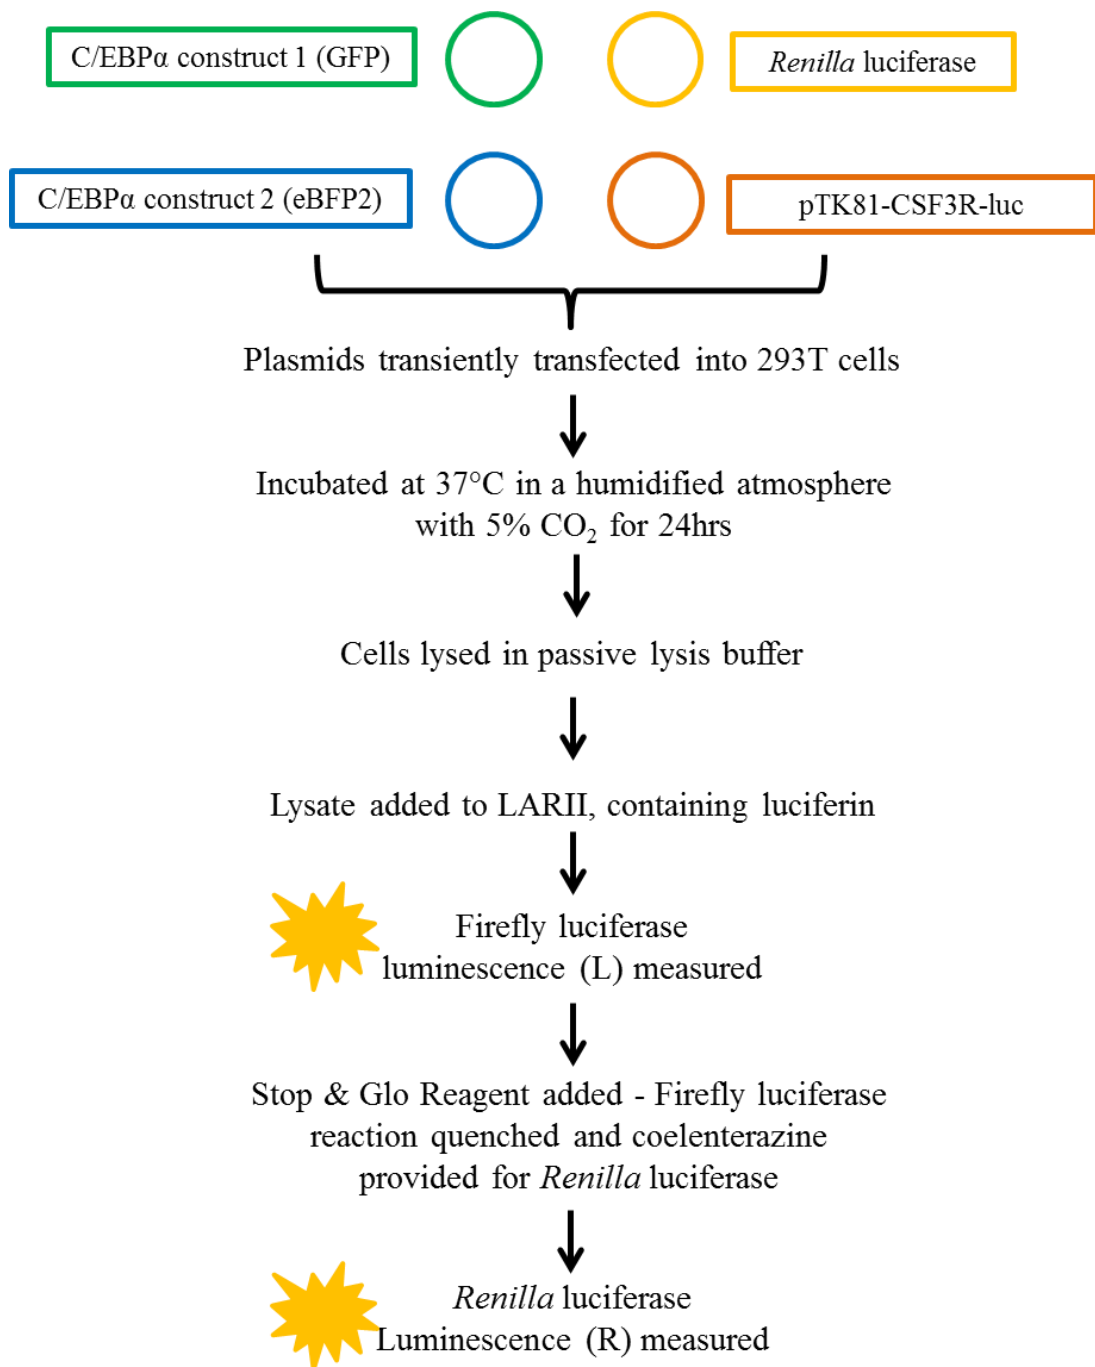 C/EBPα construct 1 (GFP)
Renilla luciferase
C/EBPα construct 2 (eBFP2)
pTK81-CSF3R-luc
Plasmids transiently transfected into 293T cells
Incubated at 37°C in a humidified atmosphere
with 5% CO₂ for 24hrs
Cells lysed in passive lysis buffer
Lysate added to LARII, containing luciferin
Firefly luciferase
luminescence (L) measured
Stop & Glo Reagent added - Firefly luciferase
reaction quenched and coelenterazine
provided for Renilla luciferase
Renilla luciferase
Luminescence (R) measured